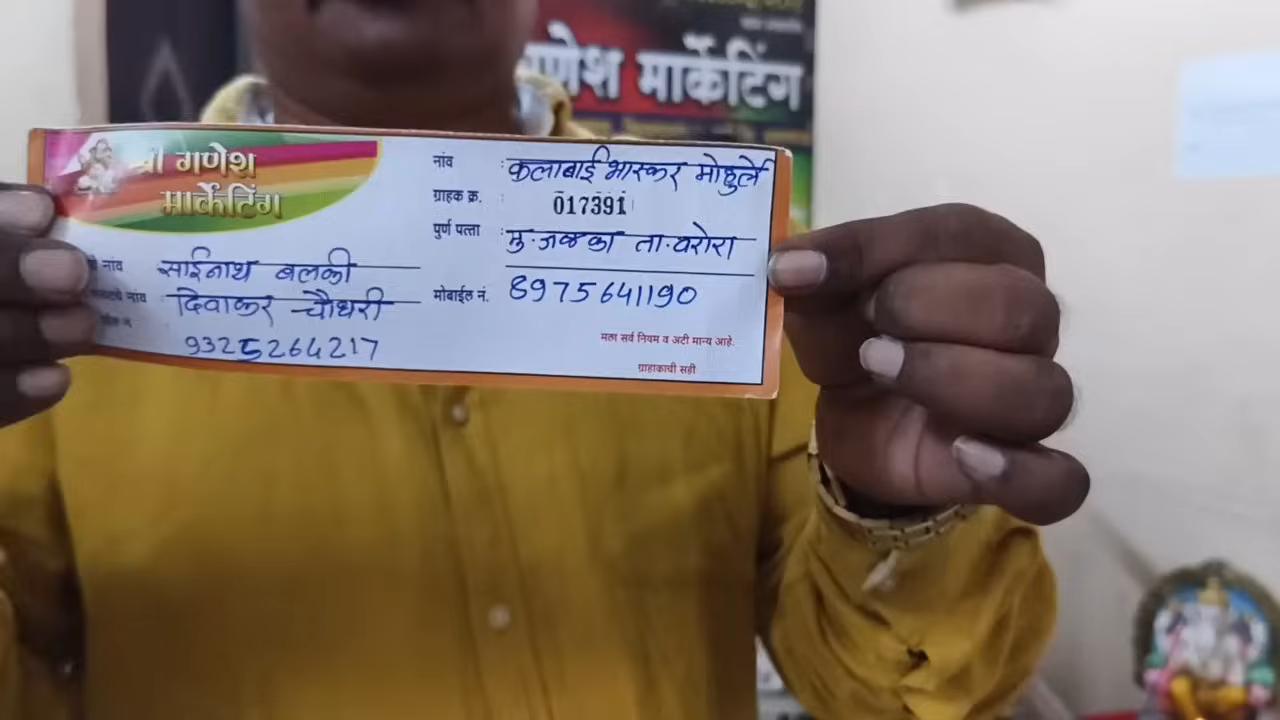 गणेश मार्केटिंग
श्री गणेश
मार्केटिंग
नांव : कलाबाई भास्कर मोहुर्ले
ग्राहक क्र. : 017391
पुर्ण पत्ता : मु. जळका ता. वरोरा
मोबाईल नं. 8975641190
नांव साईनाथ बलकी
नांव दिवाकर चौधरी
9325264217
मला सर्व नियम व अटी मान्य आहे.
ग्राहकाची सही